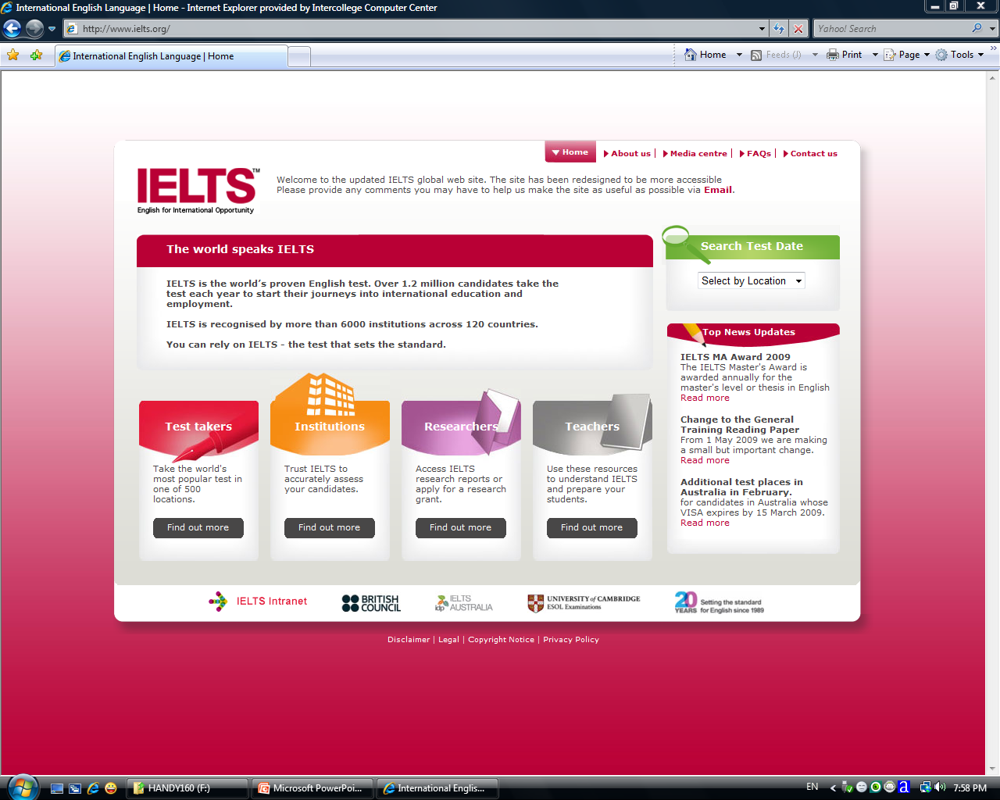 International English Language | Home - Internet Explorer provided by Intercollege Computer Center
http://www.ielts.org/
Yahoo! Search
International English Language | Home
Home
Feeds (J)
Print
Page
Tools
Home
About us
Media centre
FAQs
Contact us
IELTS™
English for International Opportunity
Welcome to the updated IELTS global web site. The site has been redesigned to be more accessible
Please provide any comments you may have to help us make the site as useful as possible via Email.
The world speaks IELTS
IELTS is the world's proven English test. Over 1.2 million candidates take the
test each year to start their journeys into international education and
employment.
IELTS is recognised by more than 6000 institutions across 120 countries.
You can rely on IELTS - the test that sets the standard.
Search Test Date
Select by Location
Top News Updates
IELTS MA Award 2009
The IELTS Master's Award is
awarded annually for the
master's level or thesis in English
Read more
Change to the General
Training Reading Paper
From 1 May 2009 we are making
a small but important change.
Read more
Additional test places in
Australia in February.
for candidates in Australia whose
VISA expires by 15 March 2009.
Read more
Test takers
Take the world's
most popular test in
one of 500
locations.
Find out more
Institutions
Trust IELTS to
accurately assess
your candidates.
Find out more
Researchers
Access IELTS
research reports or
apply for a research
grant.
Find out more
Teachers
Use these resources
to understand IELTS
and prepare your
students.
Find out more
IELTS Intranet
BRITISH
COUNCIL
idp
IELTS
AUSTRALIA
UNIVERSITY of CAMBRIDGE
ESOL Examinations
20
YEARS
Setting the standard
for English since 1989
Disclaimer | Legal | Copyright Notice | Privacy Policy
HANDY160 (F:)
Microsoft PowerPoi...
International Englis...
EN
a
7:58 PM